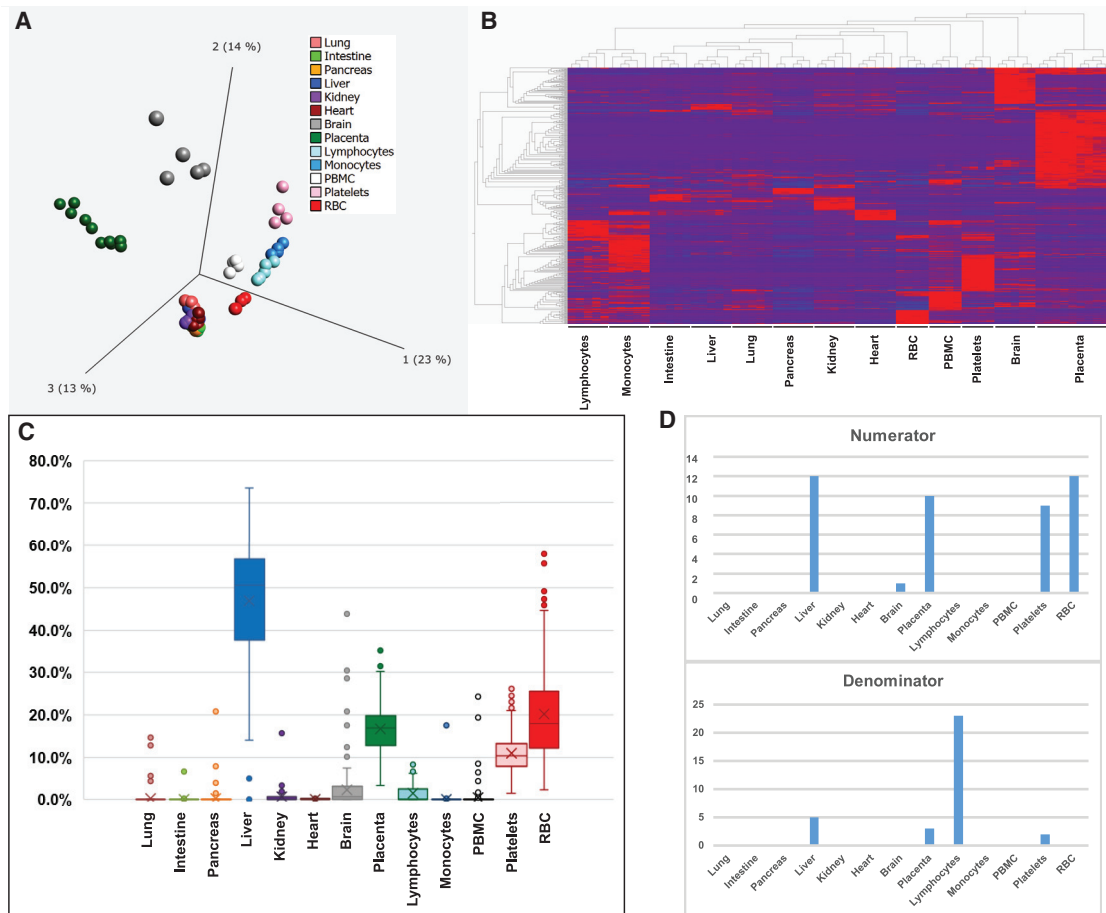 A
2 (14 %)
1 (23 %)
3 (13 %)
Lung
Intestine
Pancreas
Liver
Kidney
Heart
Brain
Placenta
Lymphocytes
Monocytes
PBMC
Platelets
RBC
B
Lymphocytes
Monocytes
Intestine
Liver
Lung
Pancreas
Kidney
Heart
RBC
PBMC
Platelets
Brain
Placenta
C
80.0%
70.0%
60.0%
50.0%
40.0%
30.0%
20.0%
10.0%
0.0%
Lung
Intestine
Pancreas
Liver
Kidney
Heart
Brain
Placenta
Lymphocytes
Monocytes
PBMC
Platelets
RBC
D
Numerator
14
12
10
8
6
4
2
0
Lung
Intestine
Pancreas
Liver
Kidney
Heart
Brain
Placenta
Lymphocytes
Monocytes
PBMC
Platelets
RBC
Denominator
25
20
15
10
5
0
Lung
Intestine
Pancreas
Liver
Kidney
Heart
Brain
Placenta
Lymphocytes
Monocytes
PBMC
Platelets
RBC